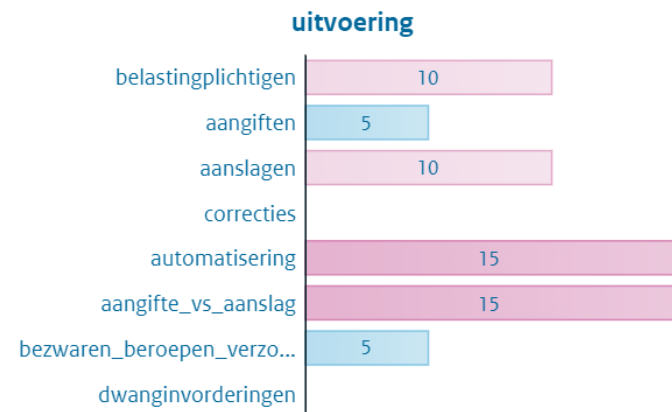 uitvoering
belastingplichtigen 10
aangiften 5
aanslagen 10
correcties
automatisering 15
aangifte_vs_aanslag 15
bezwaren_beroepen_verzo... 5
dwanginvorderingen